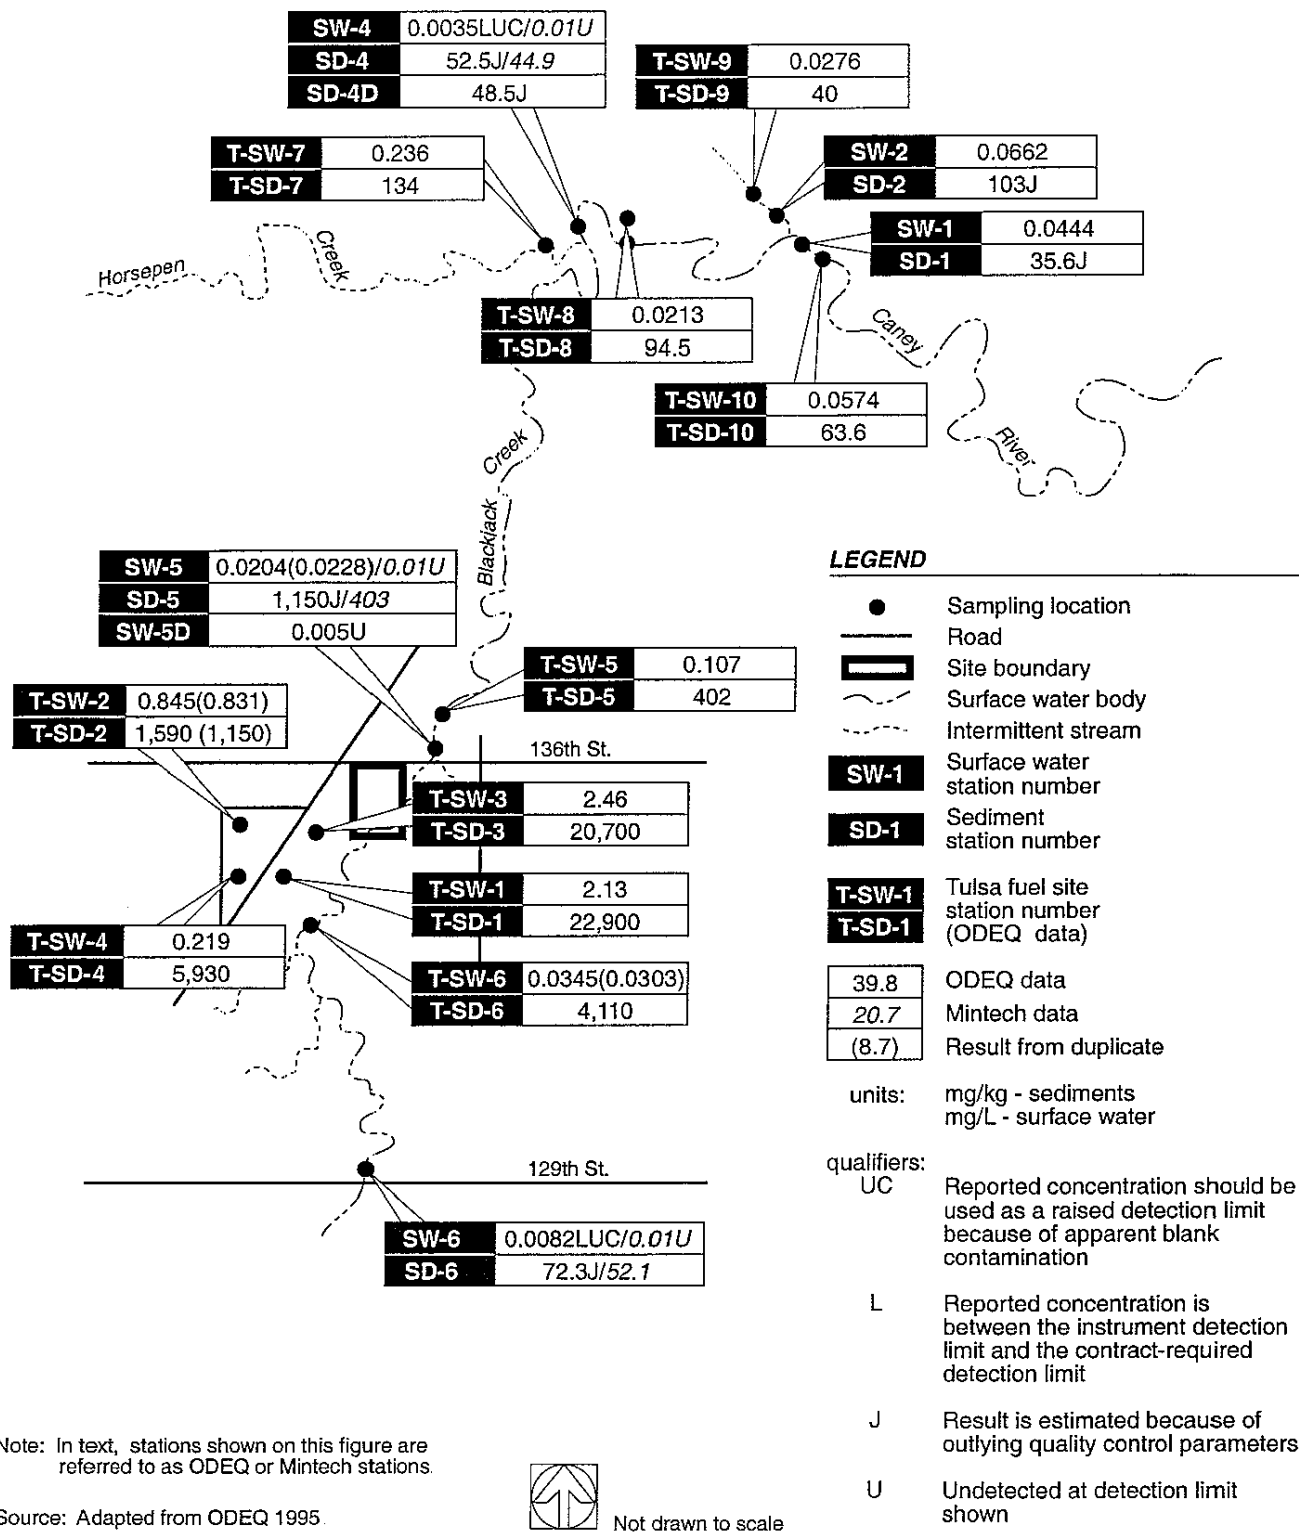 SW-4 0.0035LUC/0.01U
SD-4 52.5J/44.9
SD-4D 48.5J
T-SW-9 0.0276
T-SD-9 40
T-SW-7 0.236
T-SD-7 134
SW-2 0.0662
SD-2 103J
SW-1 0.0444
SD-1 35.6J
Horsepen Creek
T-SW-8 0.0213
T-SD-8 94.5
Caney River
T-SW-10 0.0574
T-SD-10 63.6
Blackjack Creek
SW-5 0.0204(0.0228)/0.01U
SD-5 1,150J/403
SW-5D 0.005U
T-SW-5 0.107
T-SD-5 402
T-SW-2 0.845(0.831)
T-SD-2 1,590 (1,150)
136th St.
T-SW-3 2.46
T-SD-3 20,700
T-SW-1 2.13
T-SD-1 22,900
T-SW-4 0.219
T-SD-4 5,930
T-SW-6 0.0345(0.0303)
T-SD-6 4,110
129th St.
SW-6 0.0082LUC/0.01U
SD-6 72.3J/52.1
LEGEND
Sampling location
Road
Site boundary
Surface water body
Intermittent stream
SW-1 Surface water
station number
SD-1 Sediment
station number
T-SW-1 Tulsa fuel site
station number
T-SD-1 (ODEQ data)
39.8 ODEQ data
20.7 Mintech data
(8.7) Result from duplicate
units: mg/kg - sediments
mg/L - surface water
qualifiers:
UC Reported concentration should be
used as a raised detection limit
because of apparent blank
contamination
L Reported concentration is
between the instrument detection
limit and the contract-required
detection limit
J Result is estimated because of
outlying quality control parameters
U Undetected at detection limit
shown
Note: In text, stations shown on this figure are
referred to as ODEQ or Mintech stations.
Source: Adapted from ODEQ 1995.
Not drawn to scale